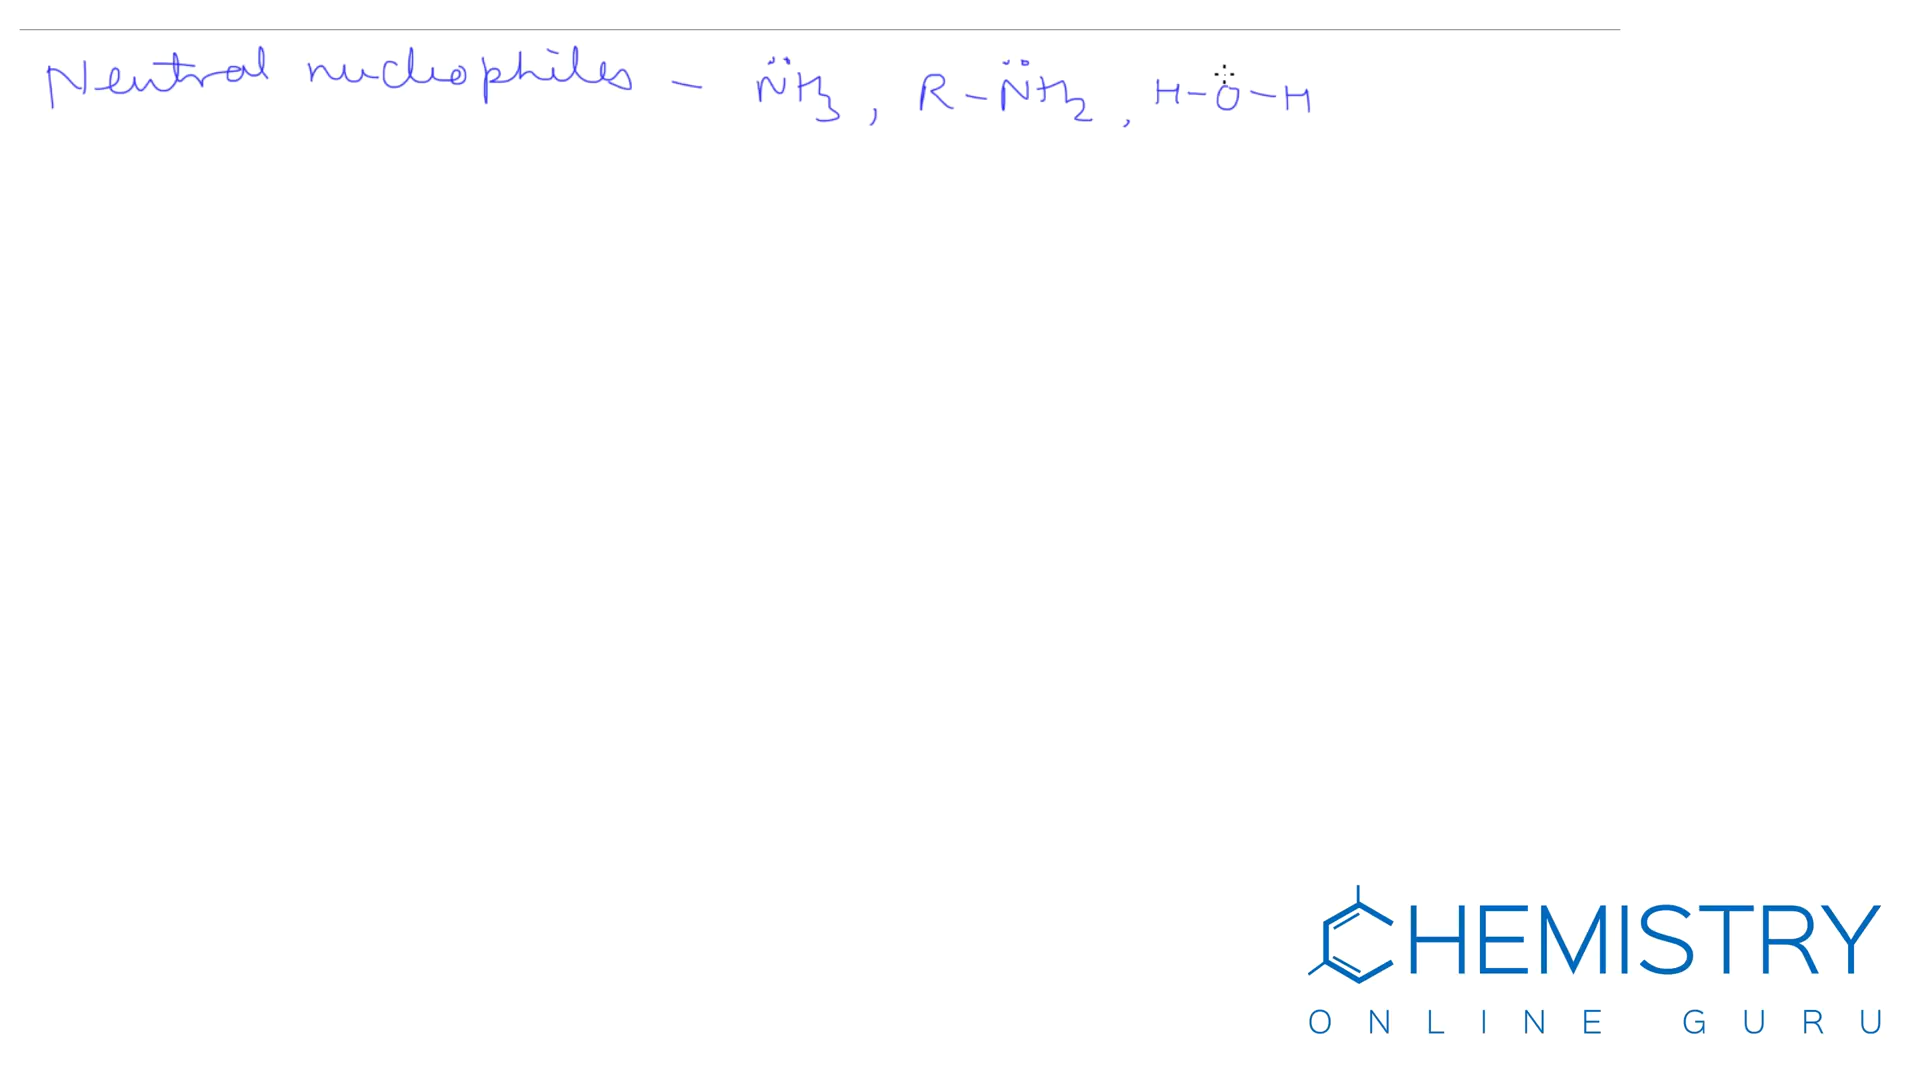 Neutral nucleophiles - N̈H₃, R-N̈H₂, H-Ö-H
CHEMISTRY
ONLINE GURU